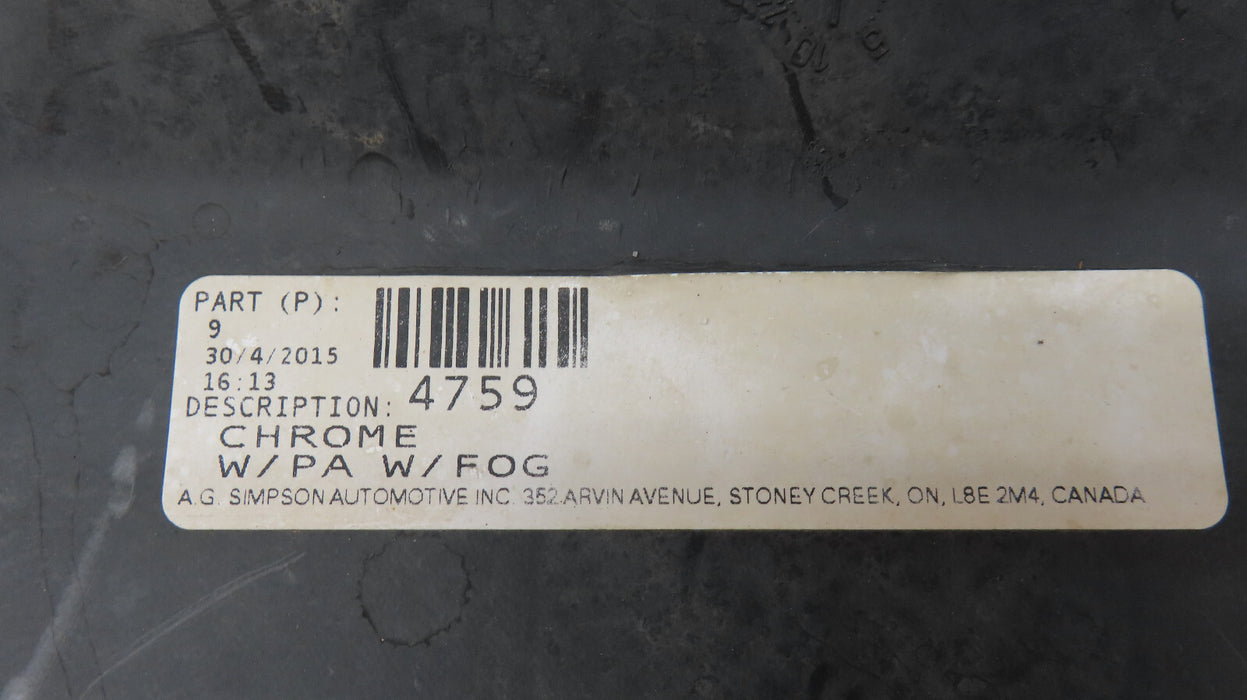 PART (P):
9
30/4/2015
16:13
4759
DESCRIPTION:
CHROME
W/PA W/FOG
A.G. SIMPSON AUTOMOTIVE INC. 352 ARVIN AVENUE, STONEY CREEK, ON, L8E 2M4, CANADA